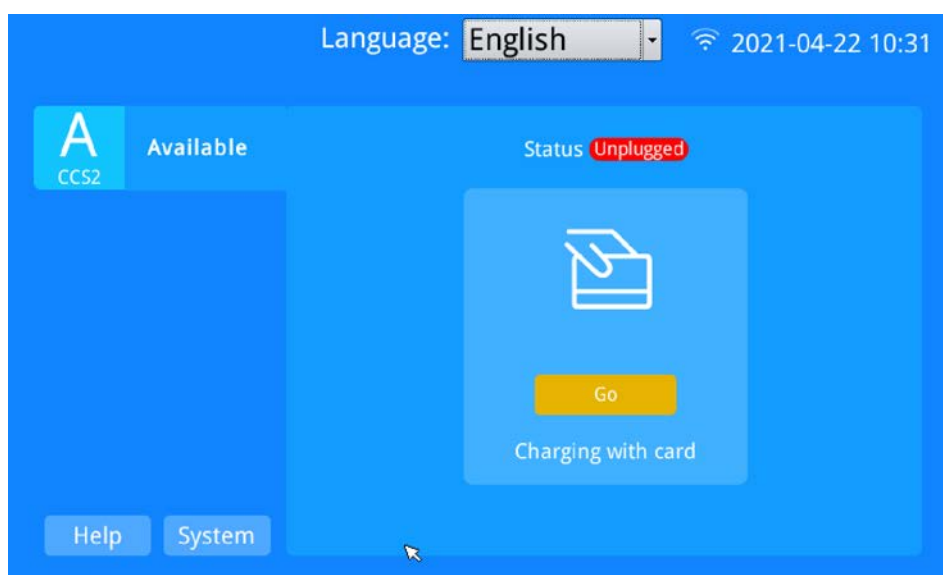 Language: English 2021-04-22 10:31
A
CCS2
Available
Status Unplugged
Go
Charging with card
Help System